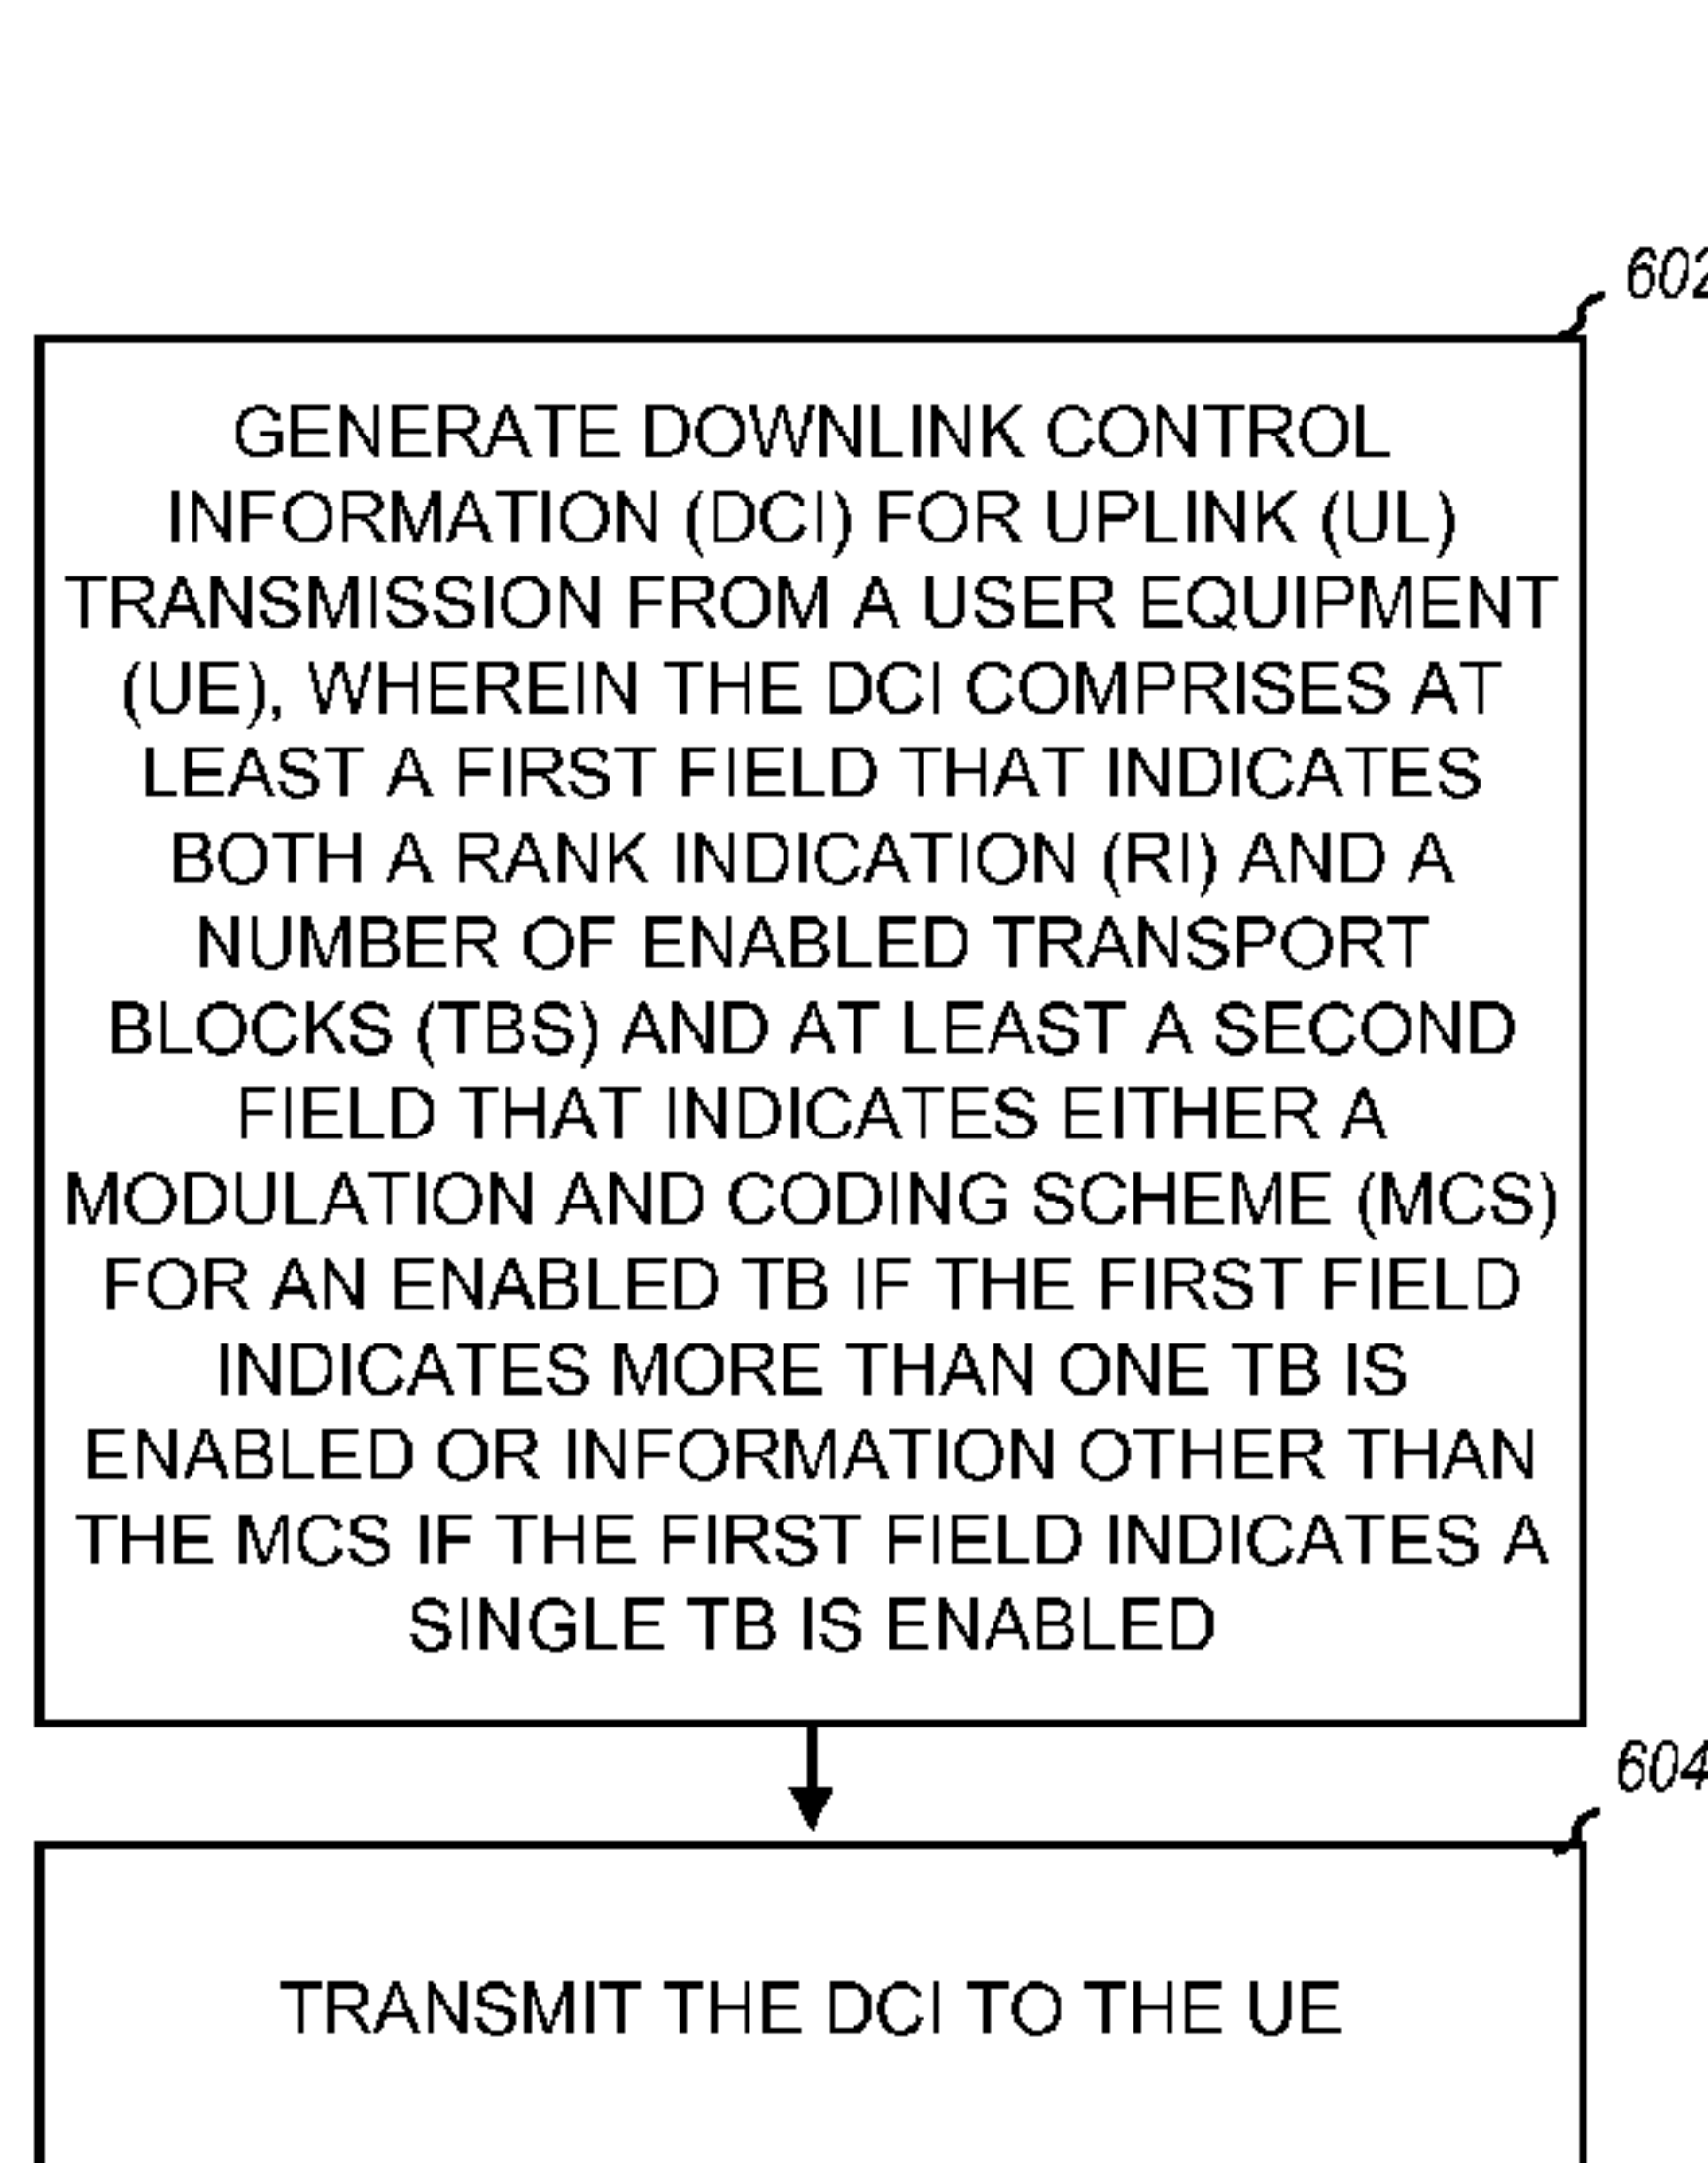 602
GENERATE DOWNLINK CONTROL
INFORMATION (DCI) FOR UPLINK (UL)
TRANSMISSION FROM A USER EQUIPMENT
(UE), WHEREIN THE DCI COMPRISES AT
LEAST A FIRST FIELD THAT INDICATES
BOTH A RANK INDICATION (RI) AND A
NUMBER OF ENABLED TRANSPORT
BLOCKS (TBS) AND AT LEAST A SECOND
FIELD THAT INDICATES EITHER A
MODULATION AND CODING SCHEME (MCS)
FOR AN ENABLED TB IF THE FIRST FIELD
INDICATES MORE THAN ONE TB IS
ENABLED OR INFORMATION OTHER THAN
THE MCS IF THE FIRST FIELD INDICATES A
SINGLE TB IS ENABLED
604
TRANSMIT THE DCI TO THE UE